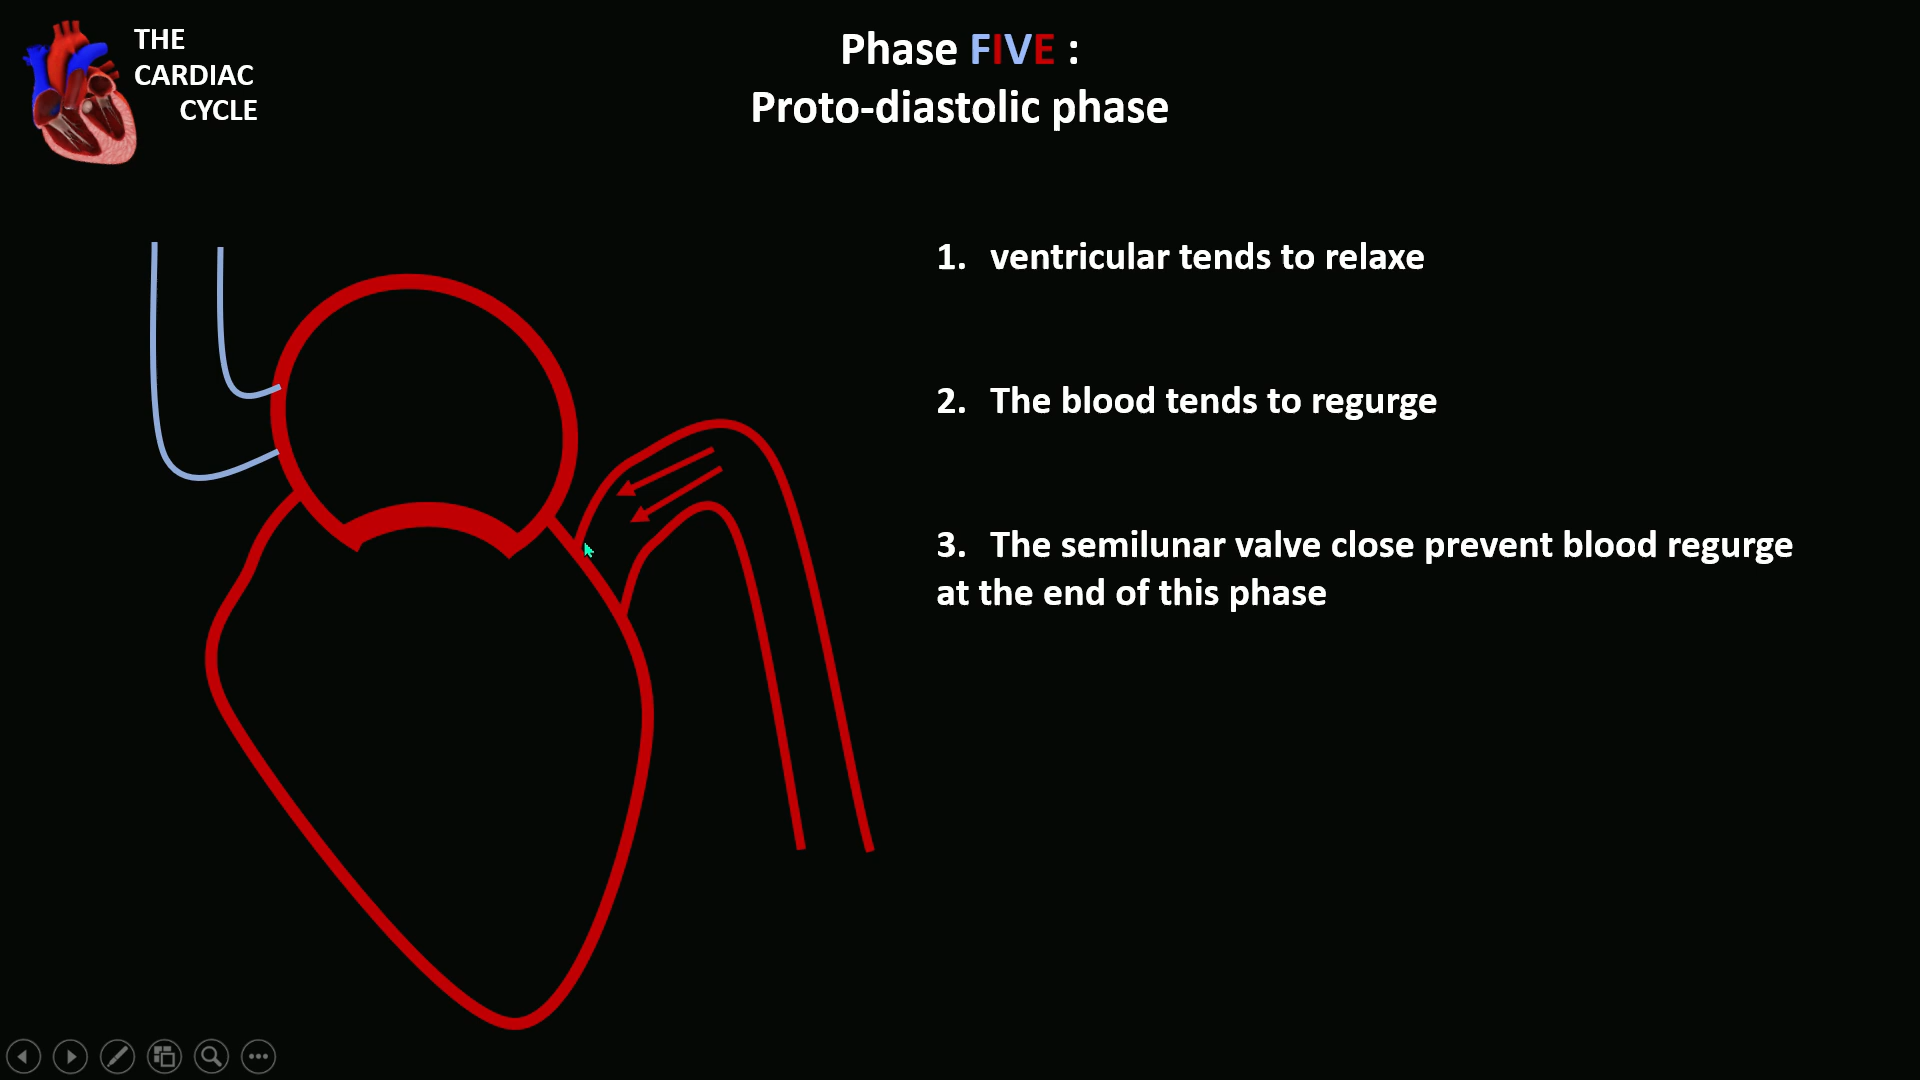 THE
CARDIAC
CYCLE
Phase FIVE :
Proto-diastolic phase
1. ventricular tends to relaxe
2. The blood tends to regurge
3. The semilunar valve close prevent blood regurge
at the end of this phase